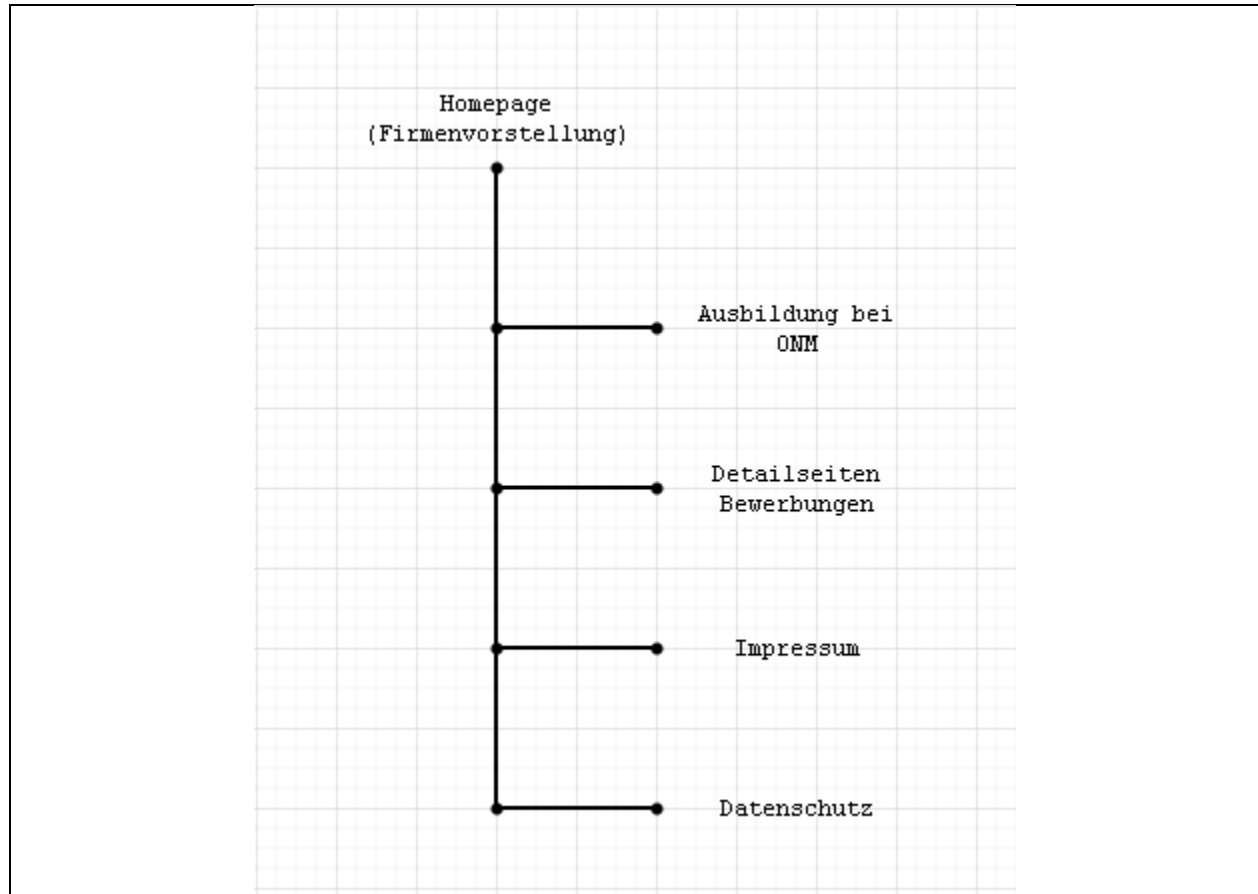 Homepage
(Firmenvorstellung)
Ausbildung bei
ONM
Detailseiten
Bewerbungen
Impressum
Datenschutz